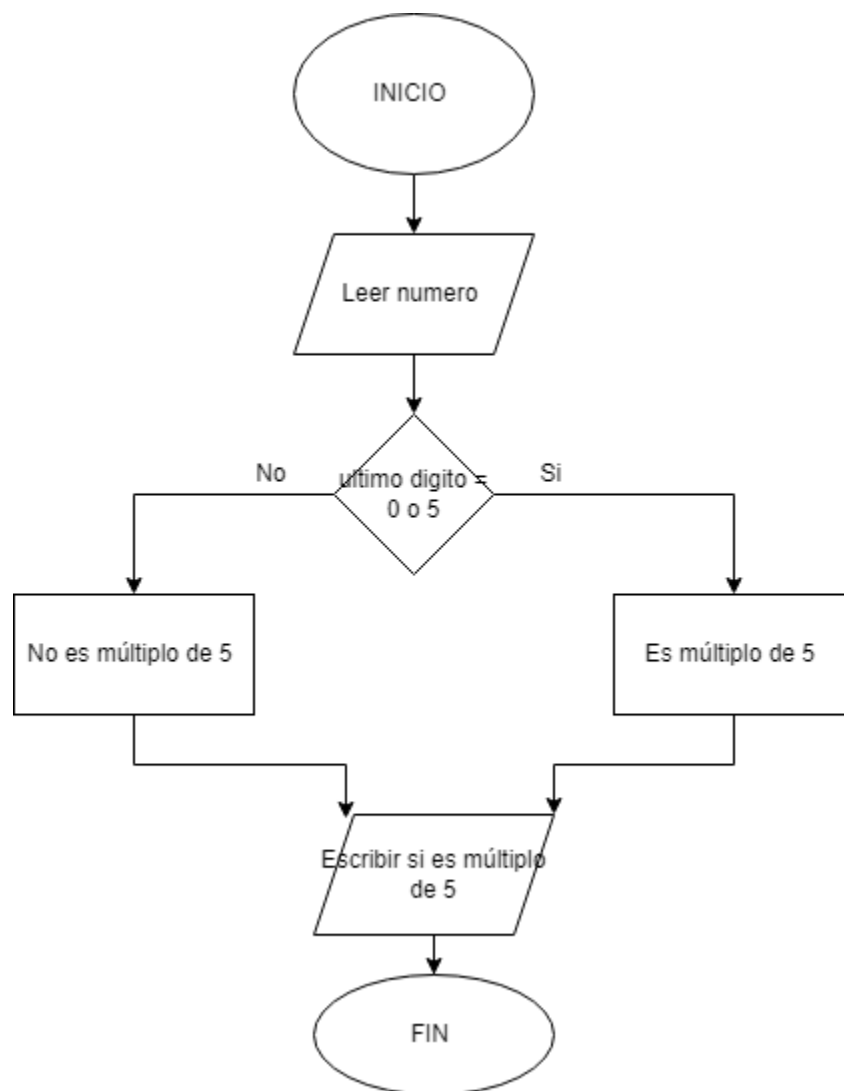 INICIO
Leer numero
No
ultimo digito =
0 o 5
Si
No es múltiplo de 5
Es múltiplo de 5
Escribir si es múltiplo
de 5
FIN